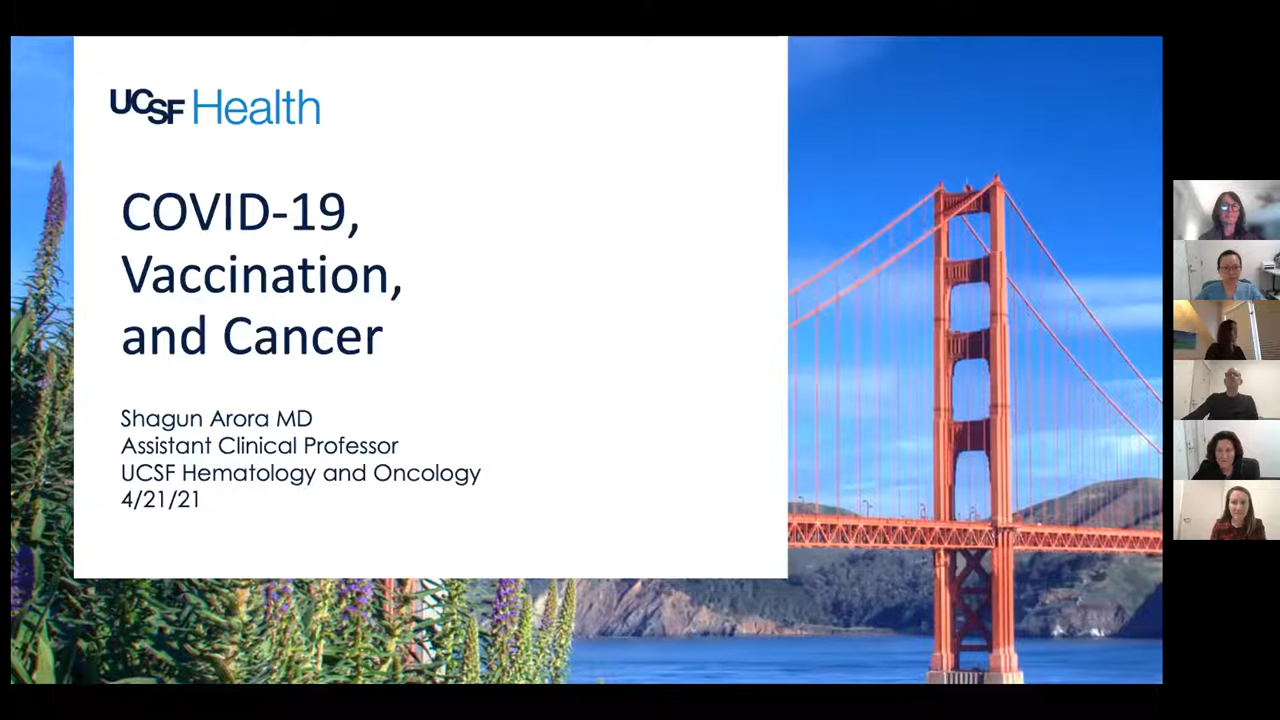 UCSF Health
COVID-19,
Vaccination,
and Cancer
Shagun Arora MD
Assistant Clinical Professor
UCSF Hematology and Oncology
4/21/21